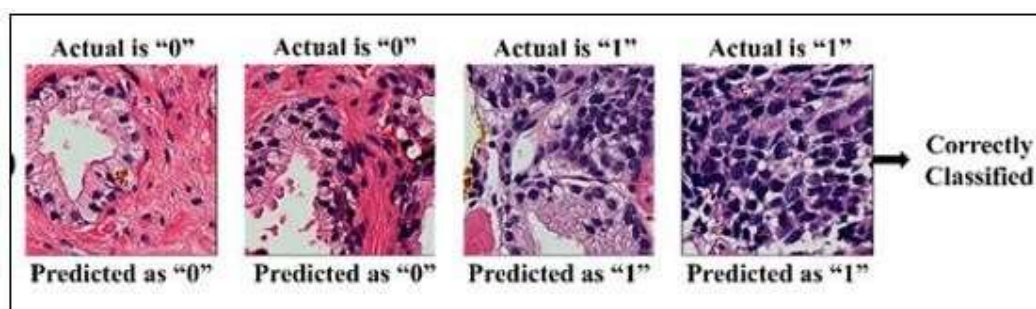 Actual is “0” Actual is “0” Actual is “1” Actual is “1”
Correctly
Classified
Predicted as “0” Predicted as “0” Predicted as “1” Predicted as “1”